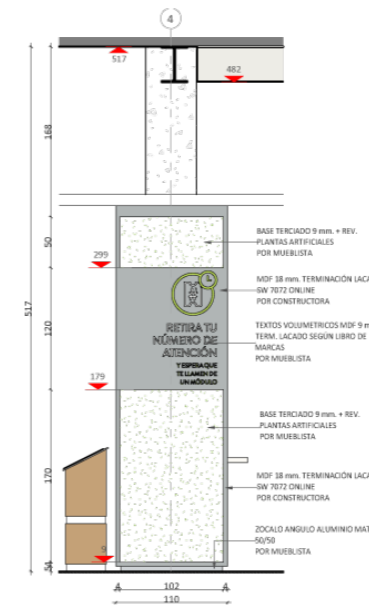 4
517
482
168
BASE TERCIADO 9 mm. + REV.
PLANTAS ARTIFICIALES
POR MUEBLISTA
50
299
MDF 18 mm. TERMINACIÓN LACA
SW 7072 ONLINE
POR CONSTRUCTORA
517
120
RETIRA TU
NÚMERO DE
ATENCIÓN
Y ESPERA QUE
TE LLAMEN DE
UN MÓDULO
TEXTOS VOLUMETRICOS MDF 9 m
TERM. LACADO SEGÚN LIBRO DE
MARCAS
POR MUEBLISTA
179
BASE TERCIADO 9 mm. + REV.
PLANTAS ARTIFICIALES
POR MUEBLISTA
170
MDF 18 mm. TERMINACIÓN LACA
SW 7072 ONLINE
POR CONSTRUCTORA
ZOCALO ANGULO ALUMINIO MAT
50/50
POR MUEBLISTA
9
4 102 4
110